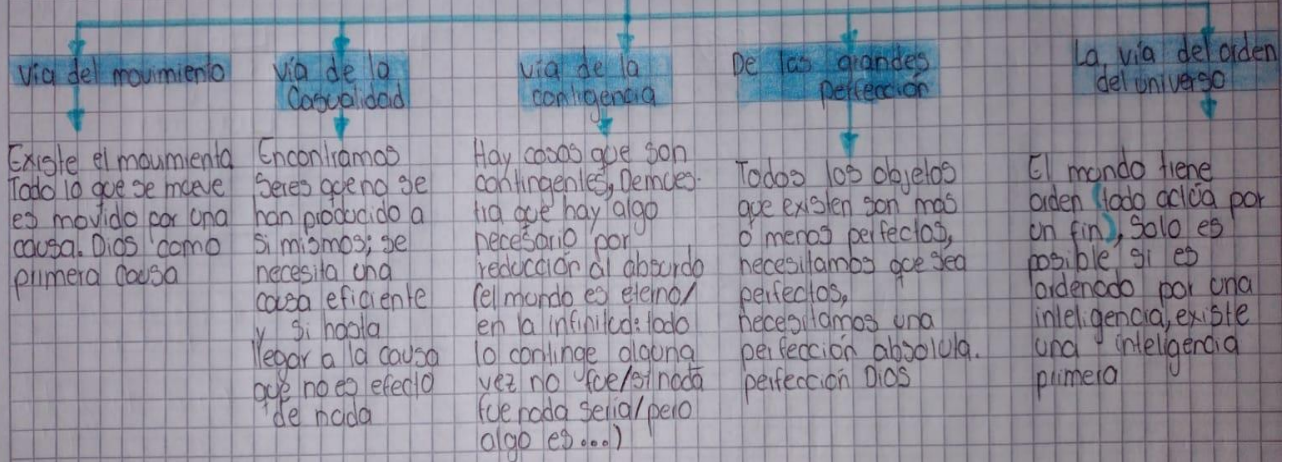 Via del movimiento
Existe el movimiento
Todo lo que se mueve
es movido por una
causa. Dios como
primera causa
Vía de la
Casualidad
Encontramos
Seres que no se
han producido a
si mismos; se
necesita una
causa eficiente
y si hasta
llegar a la causa
que no es efecto
de nada
via de la
contigencia
Hay cosas que son
contingentes, Demues-
tra que hay algo
necesario por
reducción al absurdo
(el mundo es eterno/
en la infinitud: todo
lo continge alguna
vez no fue/si nada
fue nada seria/pero
algo es...)
De las grandes
perfección
Todos los objetos
que existen son mas
o menos perfectos,
necesitamos que sea
perfectos,
necesitamos una
perfección absoluta.
perfección Dios
La vía del orden
del universo
El mundo tiene
orden (todo actúa por
un fin), Solo es
posible si es
ordenado por una
inteligencia, existe
una inteligencia
primera